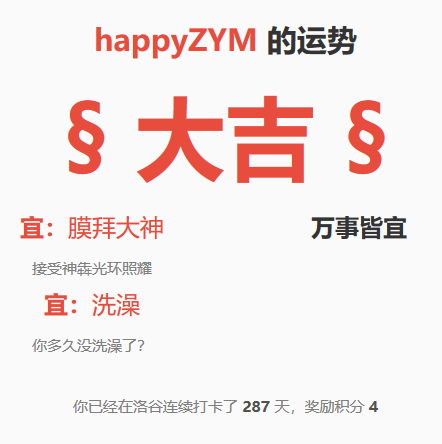 happyZYM 的运势
§ 大吉 §
宜：膜拜大神 万事皆宜
接受神犇光环照耀
宜：洗澡
你多久没洗澡了？
你已经在洛谷连续打卡了 287 天，奖励积分 4